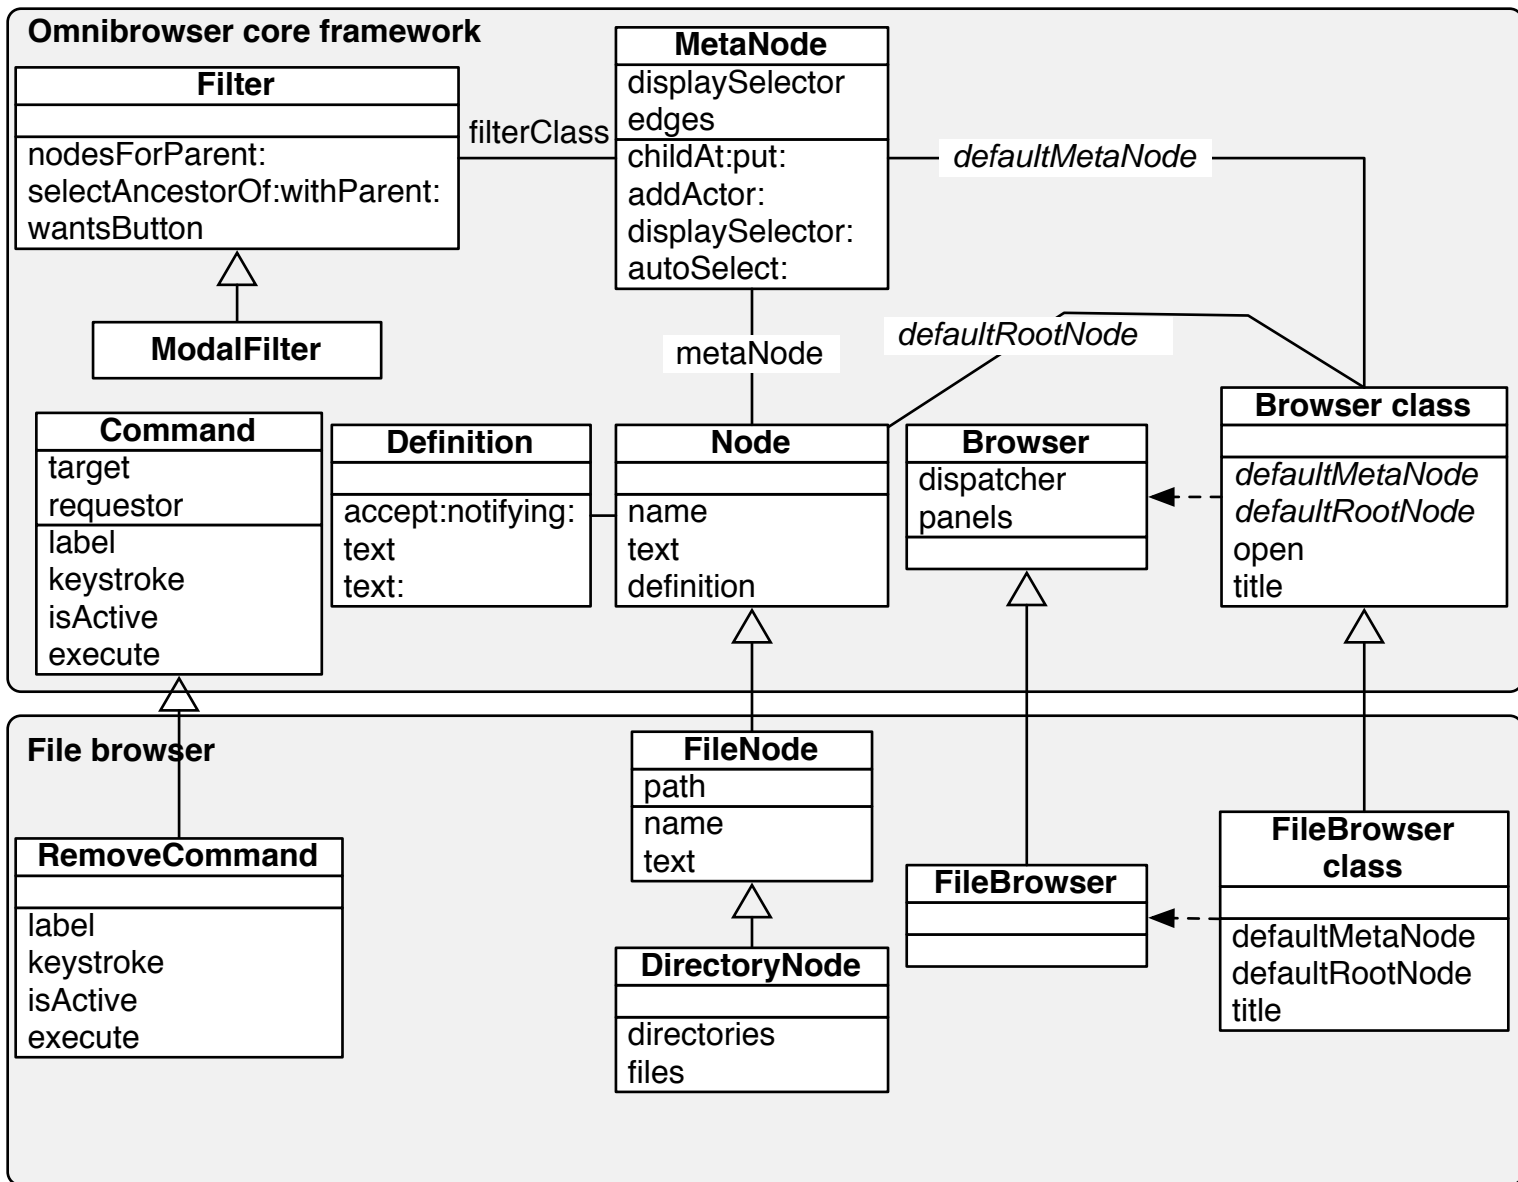 Omnibrowser core framework
Filter
nodesForParent:
selectAncestorOf:withParent:
wantsButton
filterClass
MetaNode
displaySelector
edges
childAt:put:
addActor:
displaySelector:
autoSelect:
defaultMetaNode
ModalFilter
metaNode
defaultRootNode
Command
target
requestor
label
keystroke
isActive
execute
Definition
accept:notifying:
text
text:
Node
name
text
definition
Browser
dispatcher
panels
Browser class
defaultMetaNode
defaultRootNode
open
title
File browser
RemoveCommand
label
keystroke
isActive
execute
FileNode
path
name
text
DirectoryNode
directories
files
FileBrowser
FileBrowser
class
defaultMetaNode
defaultRootNode
title